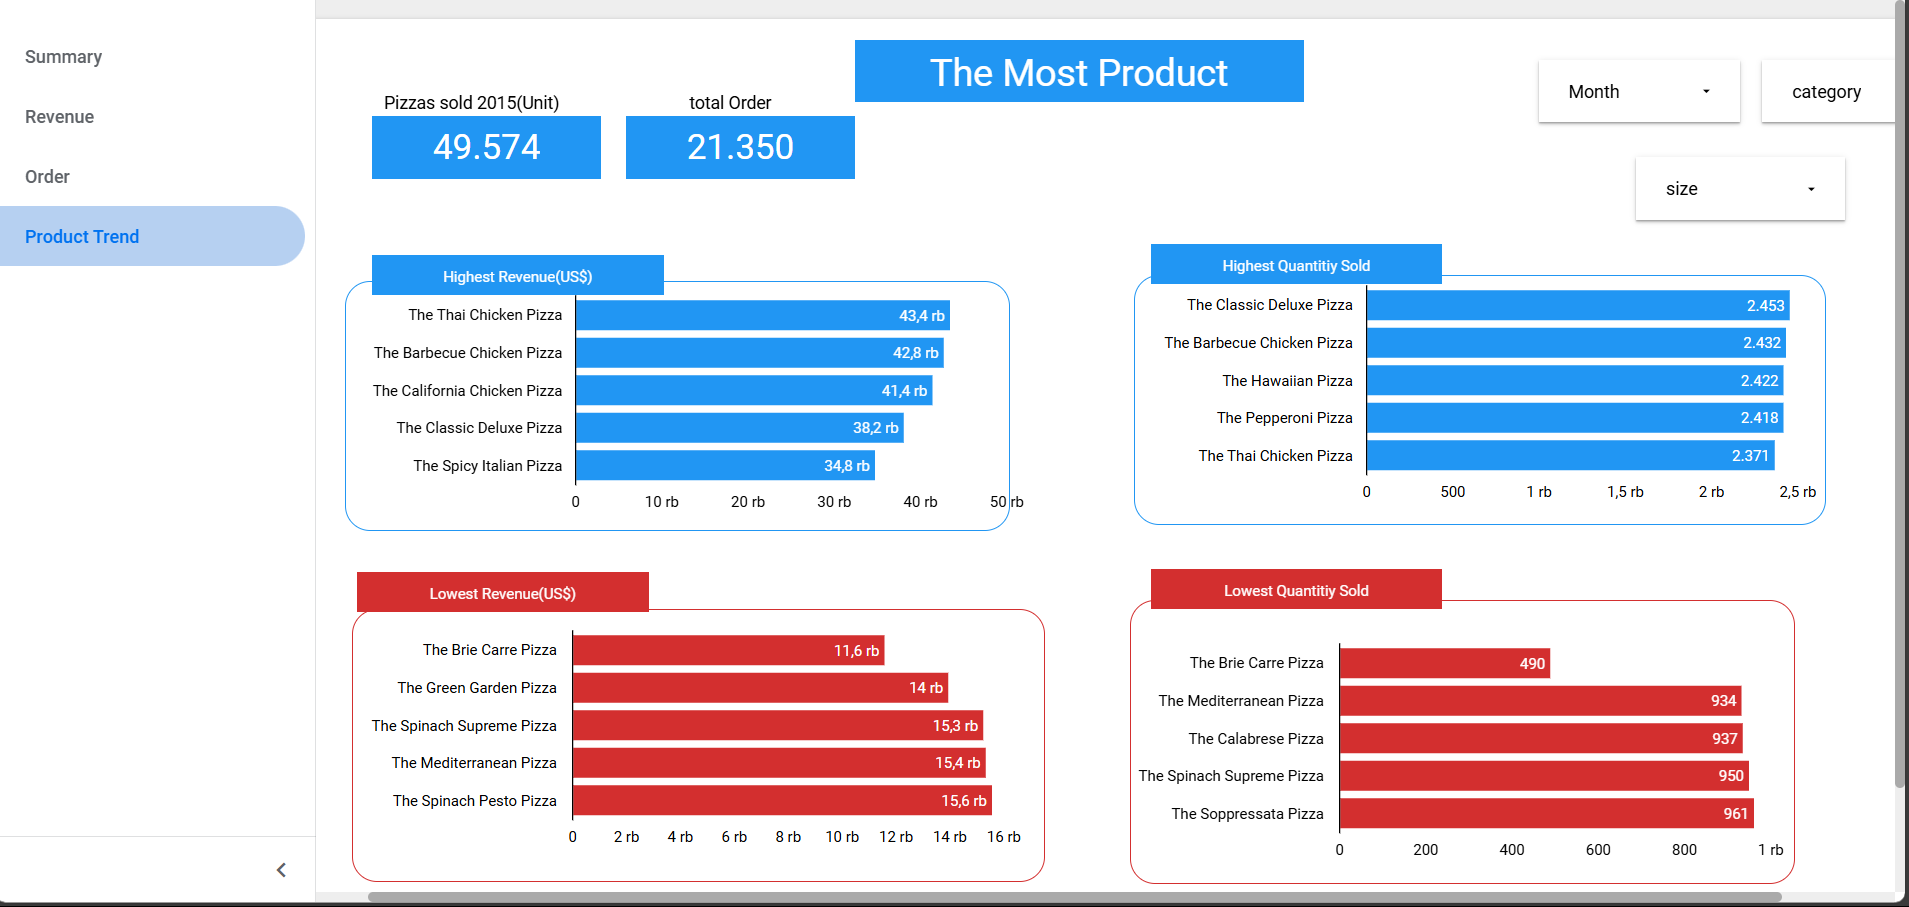 Summary
Revenue
Order
Product Trend
The Most Product
Pizzas sold 2015(Unit)
49.574
total Order
21.350
Month
category
size
Highest Revenue(US$)
The Thai Chicken Pizza 43,4 rb
The Barbecue Chicken Pizza 42,8 rb
The California Chicken Pizza 41,4 rb
The Classic Deluxe Pizza 38,2 rb
The Spicy Italian Pizza 34,8 rb
0 10 rb 20 rb 30 rb 40 rb 50 rb
Highest Quantitiy Sold
The Classic Deluxe Pizza 2.453
The Barbecue Chicken Pizza 2.432
The Hawaiian Pizza 2.422
The Pepperoni Pizza 2.418
The Thai Chicken Pizza 2.371
0 500 1 rb 1,5 rb 2 rb 2,5 rb
Lowest Revenue(US$)
The Brie Carre Pizza 11,6 rb
The Green Garden Pizza 14 rb
The Spinach Supreme Pizza 15,3 rb
The Mediterranean Pizza 15,4 rb
The Spinach Pesto Pizza 15,6 rb
0 2 rb 4 rb 6 rb 8 rb 10 rb 12 rb 14 rb 16 rb
Lowest Quantitiy Sold
The Brie Carre Pizza 490
The Mediterranean Pizza 934
The Calabrese Pizza 937
The Spinach Supreme Pizza 950
The Soppressata Pizza 961
0 200 400 600 800 1 rb